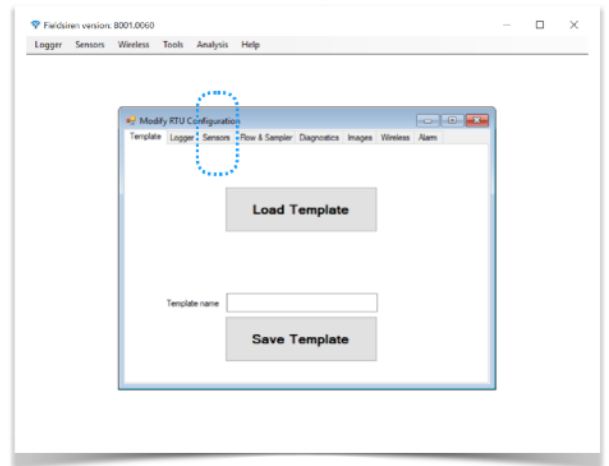 Fieldsiren version: 8001.0060
Logger Sensors Wireless Tools Analysis Help
Modify RTU Configuration
Template Logger Sensors Flow & Sampler Diagnostics Images Wireless Alarm
Load Template
Template name
Save Template